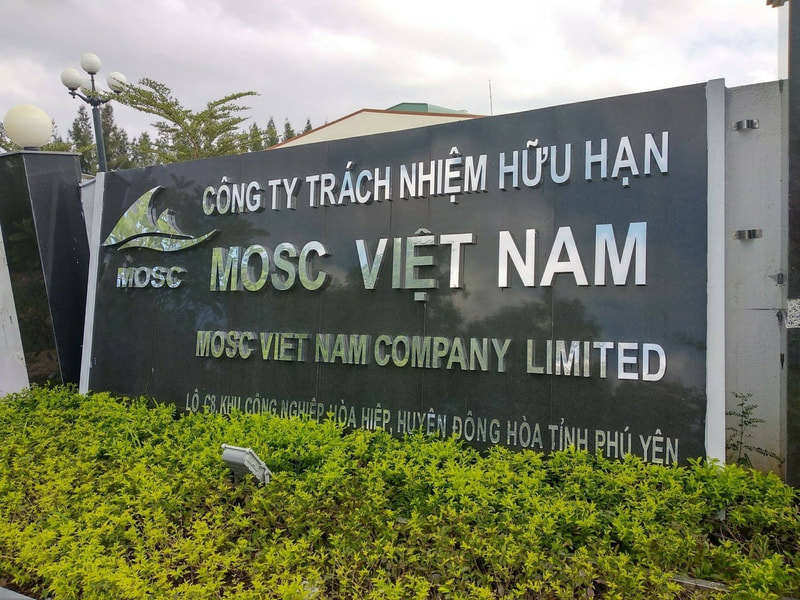 CÔNG TY TRÁCH NHIỆM HỮU HẠN
MOSC
MOSC VIỆT NAM
MOSC VIET NAM COMPANY LIMITED
LÔ C8, KHU CÔNG NGHIỆP HÒA HIỆP, HUYỆN ĐÔNG HÒA TỈNH PHÚ YÊN